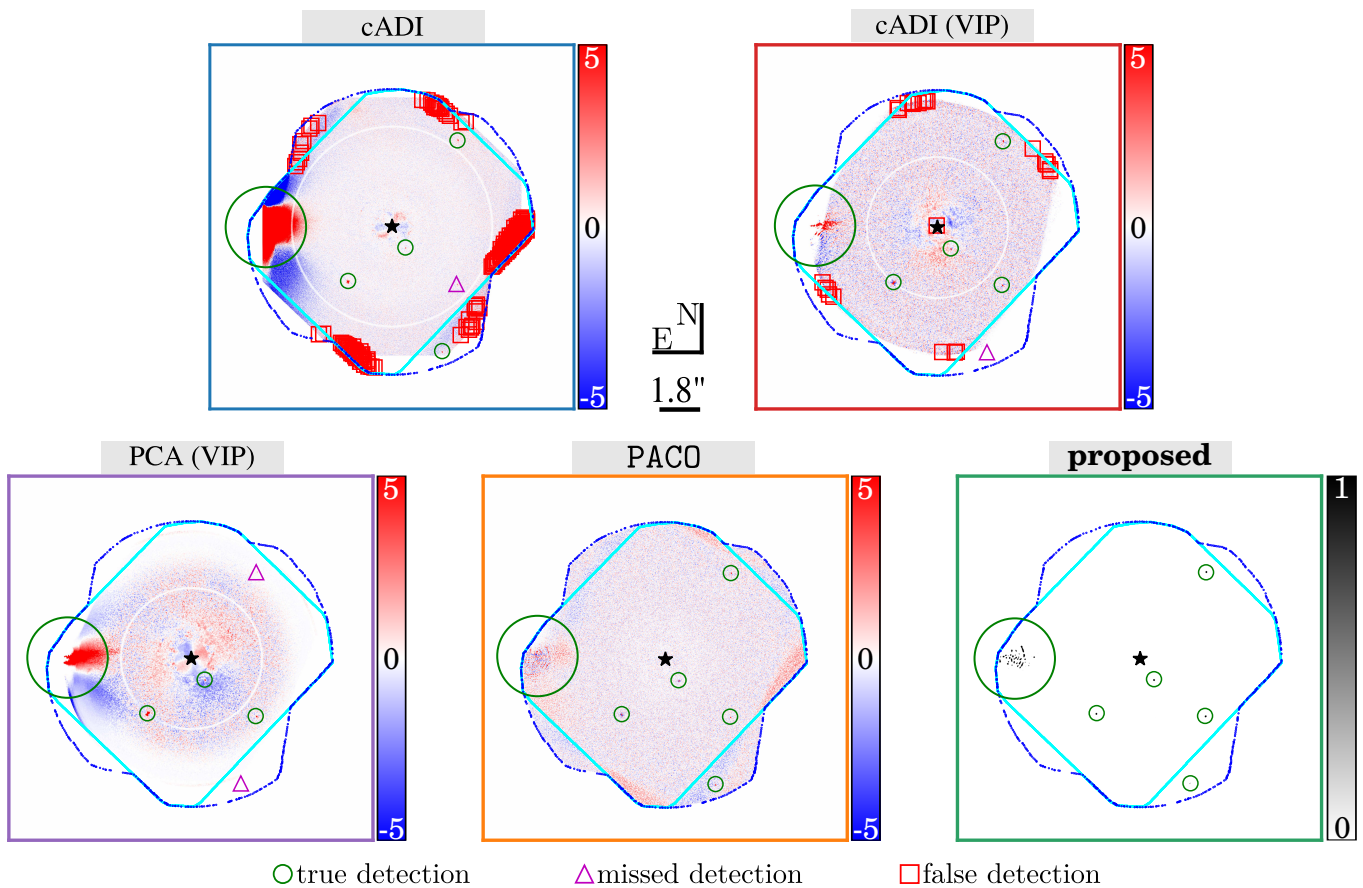 cADI
cADI (VIP)
5
0
-5
5
0
-5
N
E
1.8"
PCA (VIP)
PACO
proposed
5
0
-5
5
0
-5
1
0
true detection
missed detection
false detection